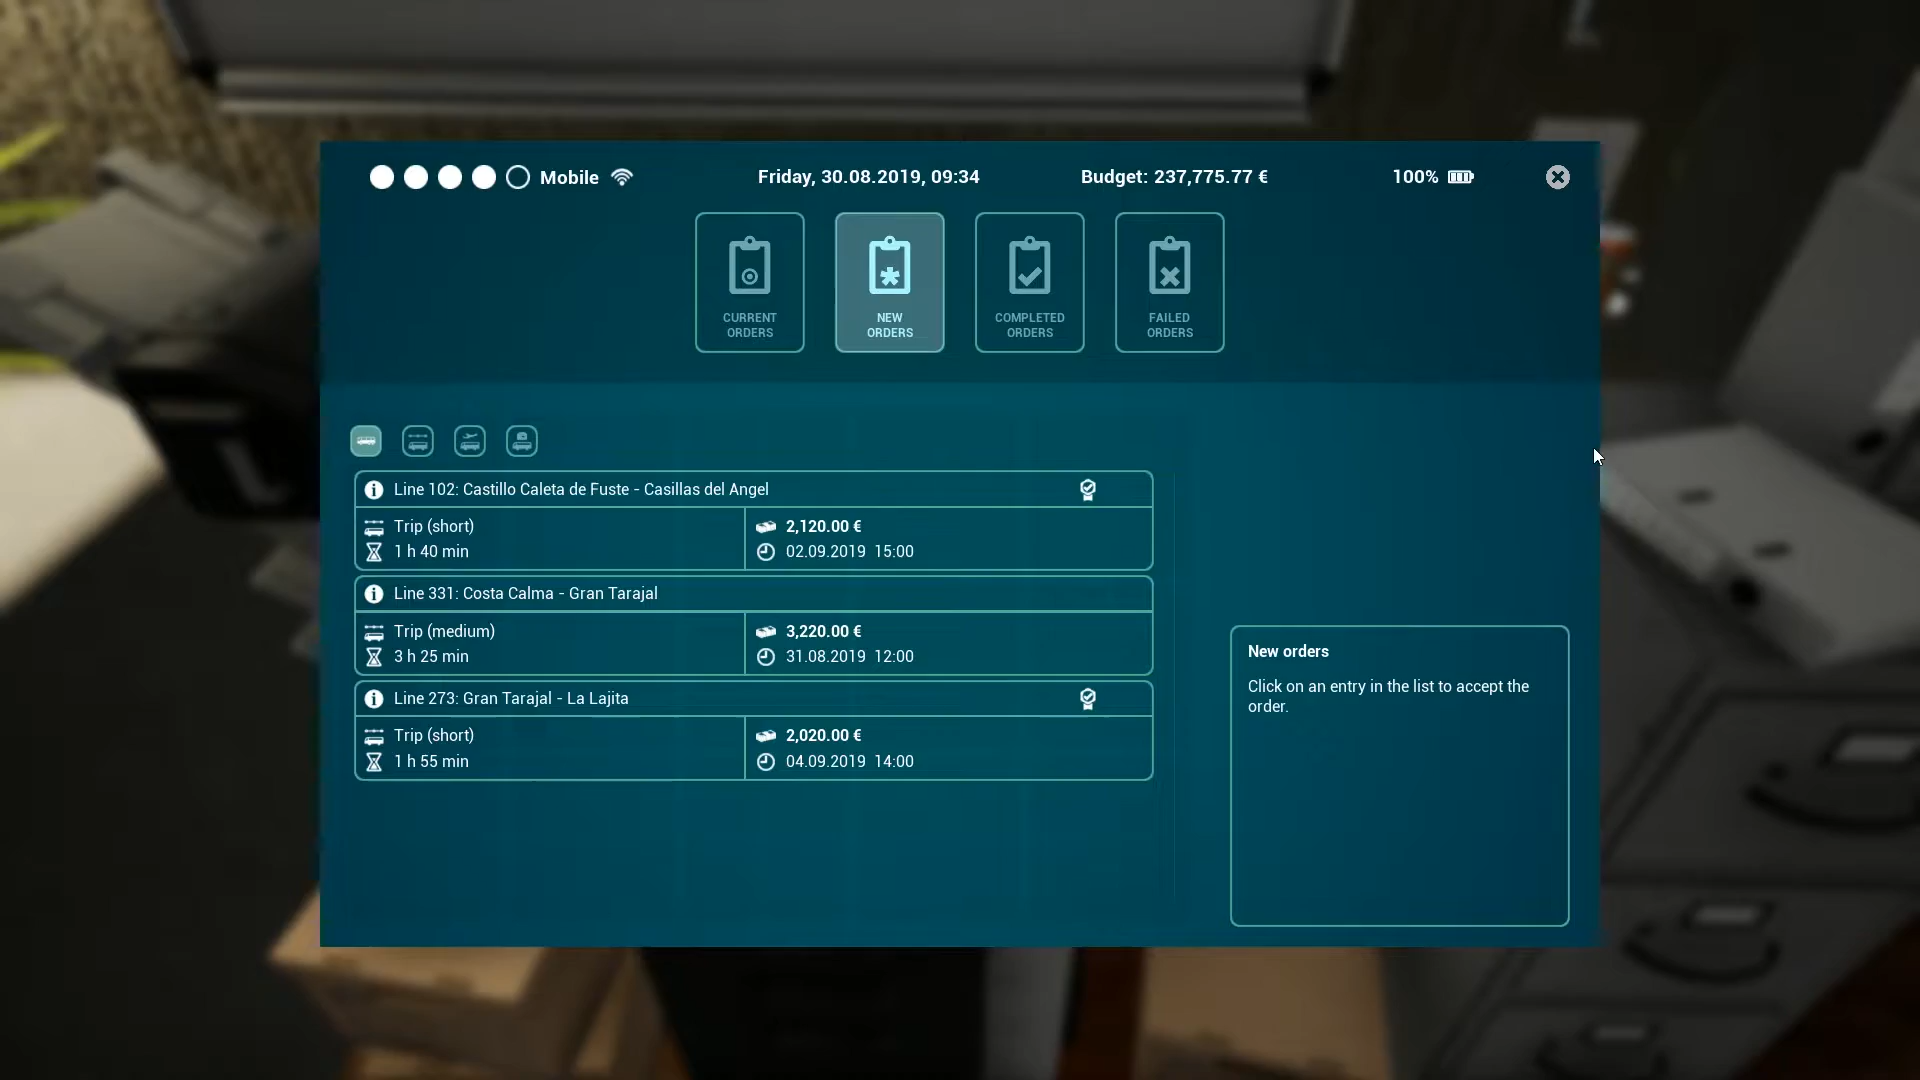 Mobile
Friday, 30.08.2019, 09:34
Budget: 237,775.77 €
100%
CURRENT
ORDERS
NEW
ORDERS
COMPLETED
ORDERS
FAILED
ORDERS
Line 102: Castillo Caleta de Fuste - Casillas del Angel
Trip (short)
2,120.00 €
1 h 40 min
02.09.2019 15:00
Line 331: Costa Calma - Gran Tarajal
Trip (medium)
3,220.00 €
3 h 25 min
31.08.2019 12:00
Line 273: Gran Tarajal - La Lajita
Trip (short)
2,020.00 €
1 h 55 min
04.09.2019 14:00
New orders
Click on an entry in the list to accept the
order.